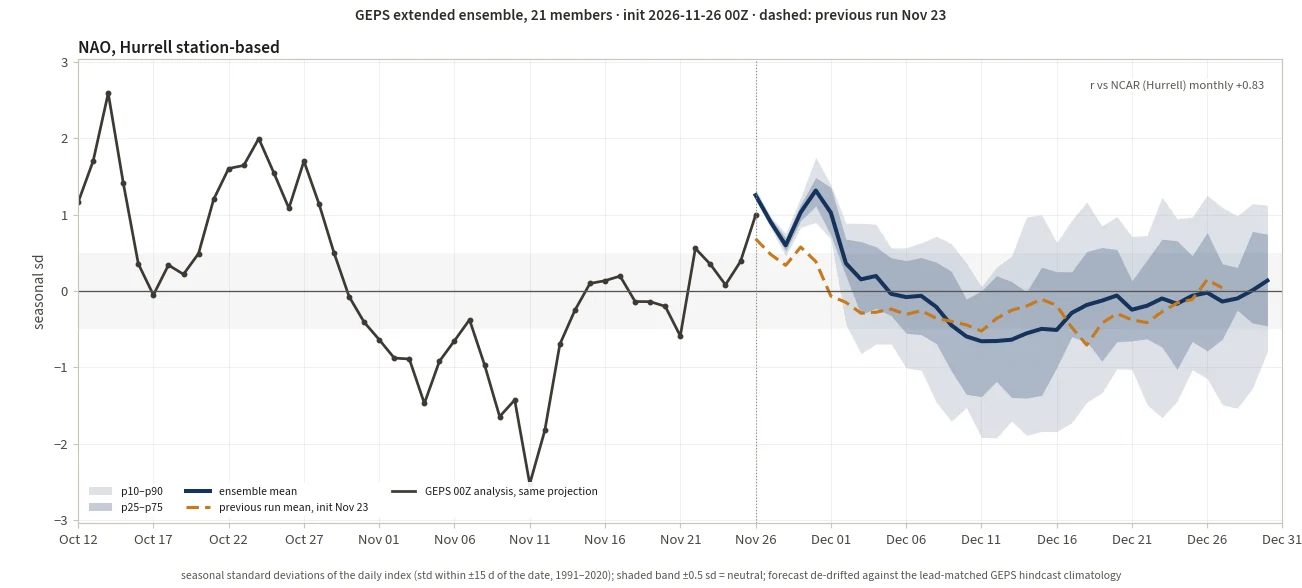 GEPS extended ensemble, 21 members · init 2026-11-26 00Z · dashed: previous run Nov 23
NAO, Hurrell station-based
r vs NCAR (Hurrell) monthly +0.83
seasonal sd
3
2
1
0
−1
−2
−3
p10–p90
ensemble mean
GEPS 00Z analysis, same projection
p25–p75
previous run mean, init Nov 23
Oct 12 Oct 17 Oct 22 Oct 27 Nov 01 Nov 06 Nov 11 Nov 16 Nov 21 Nov 26 Dec 01 Dec 06 Dec 11 Dec 16 Dec 21 Dec 26 Dec 31
seasonal standard deviations of the daily index (std within ±15 d of the date, 1991–2020); shaded band ±0.5 sd = neutral; forecast de-drifted against the lead-matched GEPS hindcast climatology